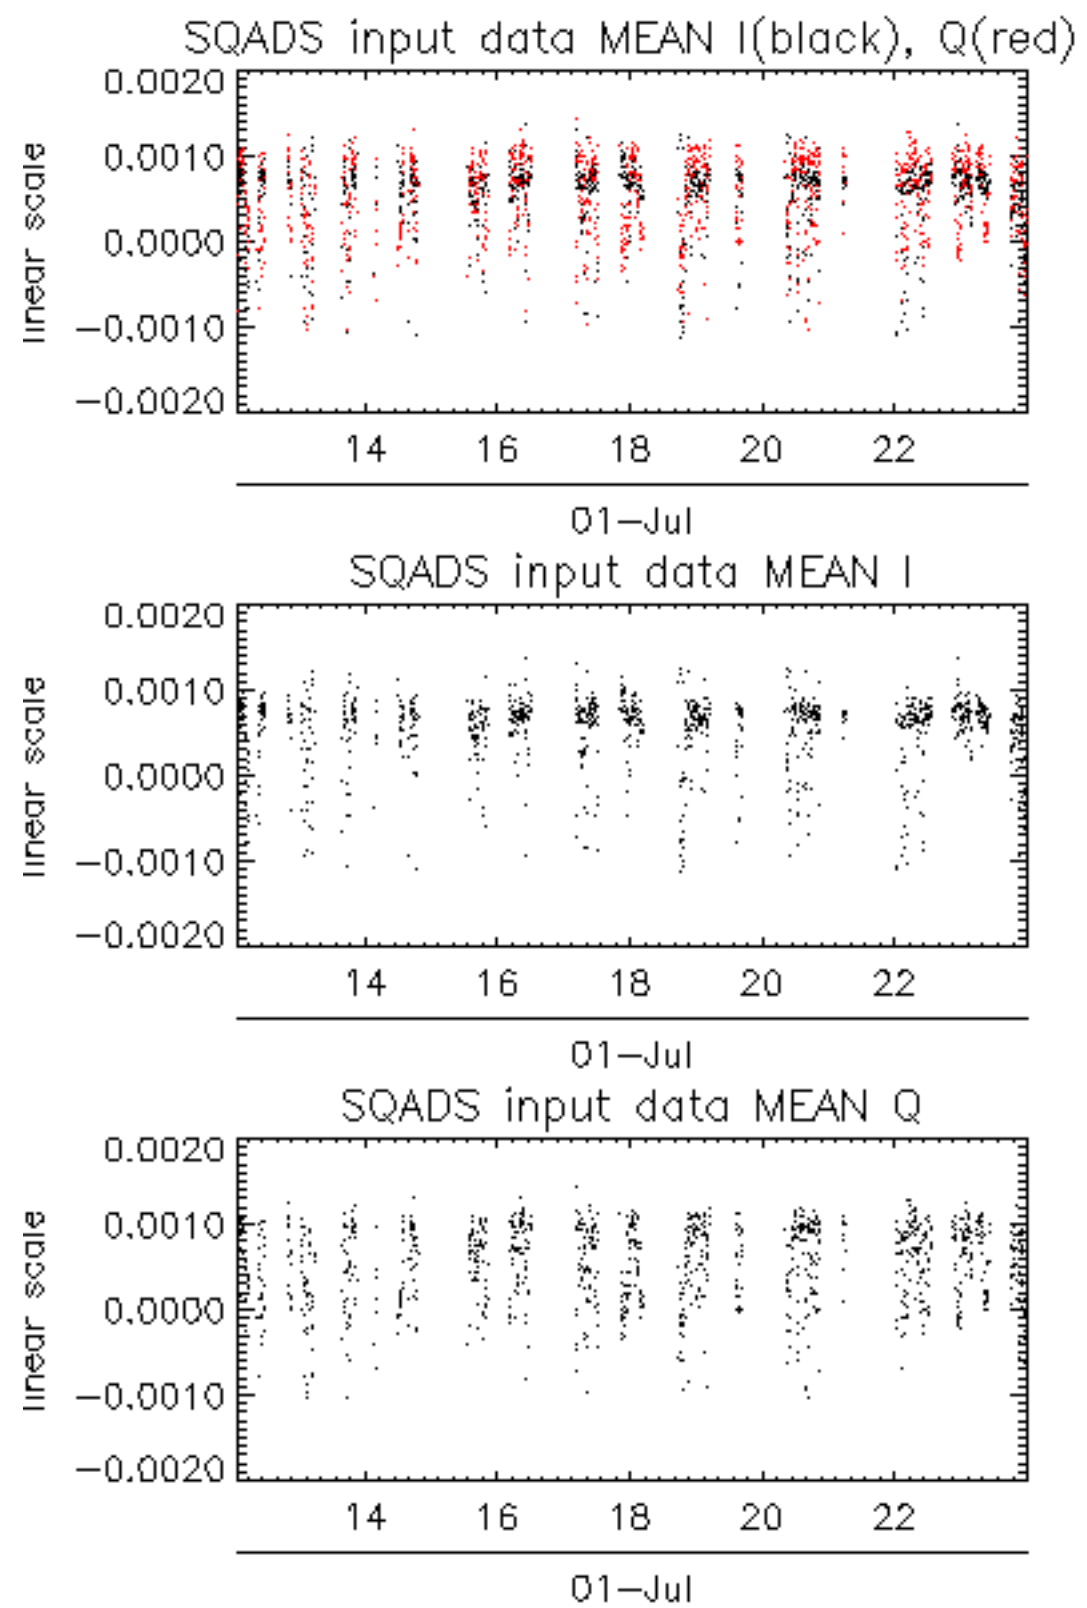 SQADS input data MEAN I(black), Q(red)
0.0020
0.0010
0.0000
−0.0010
−0.0020
linear scale
14 16 18 20 22
01−Jul
SQADS input data MEAN I
0.0020
0.0010
0.0000
−0.0010
−0.0020
linear scale
14 16 18 20 22
01−Jul
SQADS input data MEAN Q
0.0020
0.0010
0.0000
−0.0010
−0.0020
linear scale
14 16 18 20 22
01−Jul